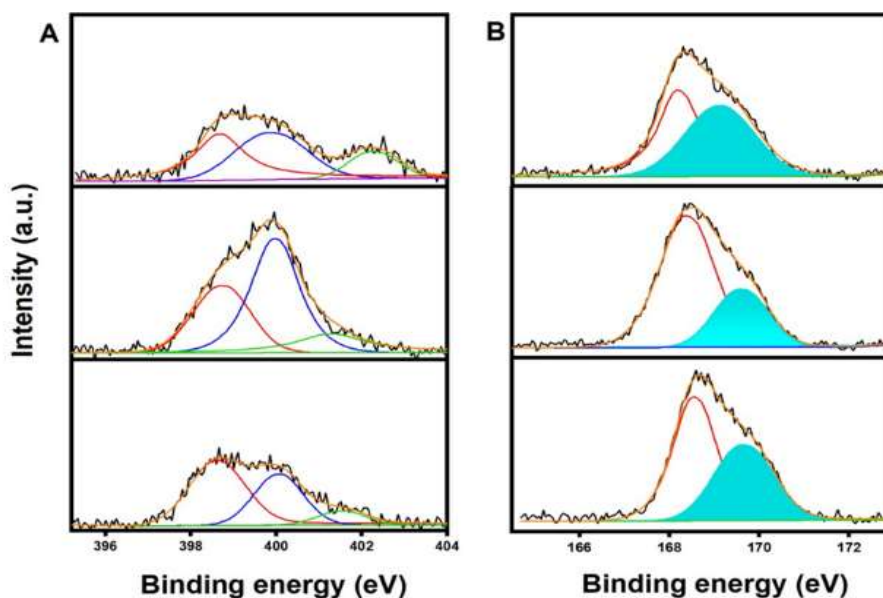 A
B
Intensity (a.u.)
396 398 400 402 404
166 168 170 172
Binding energy (eV)
Binding energy (eV)